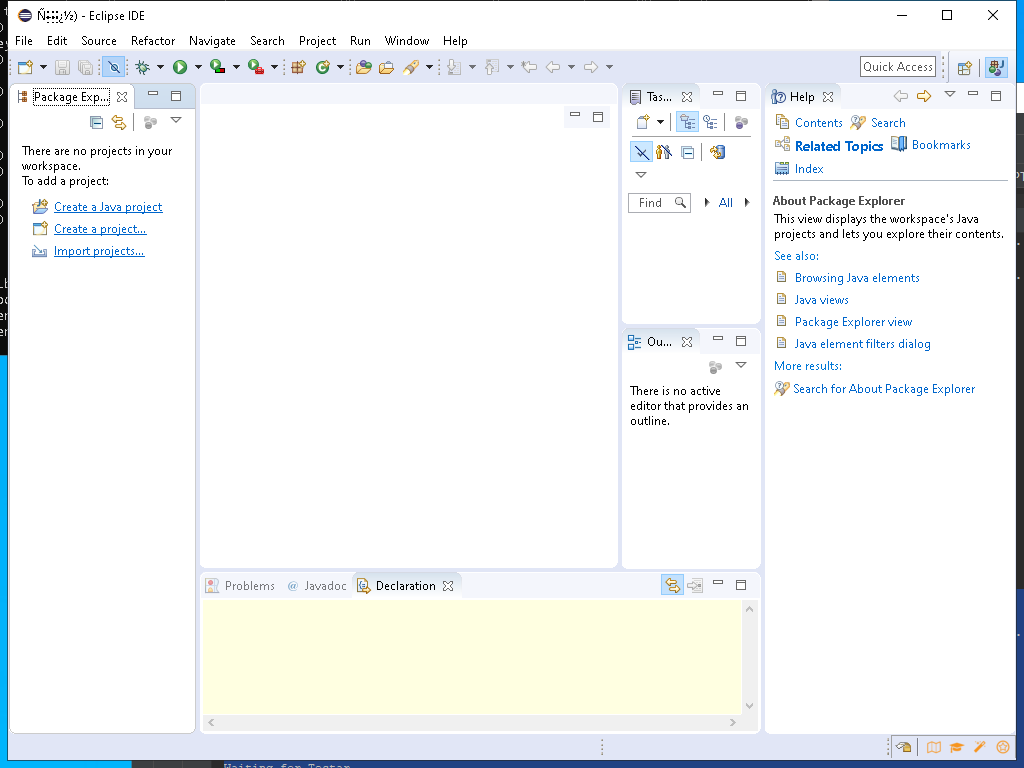 - Eclipse IDE
File Edit Source Refactor Navigate Search Project Run Window Help
Quick Access
Package Exp...
There are no projects in your
workspace.
To add a project:
Create a Java project
Create a project...
Import projects...
Tas...
Find
All
Ou...
There is no active
editor that provides an
outline.
Help
Contents Search
Related Topics Bookmarks
Index
About Package Explorer
This view displays the workspace's Java
projects and lets you explore their contents.
See also:
Browsing Java elements
Java views
Package Explorer view
Java element filters dialog
More results:
Search for About Package Explorer
Problems @ Javadoc Declaration